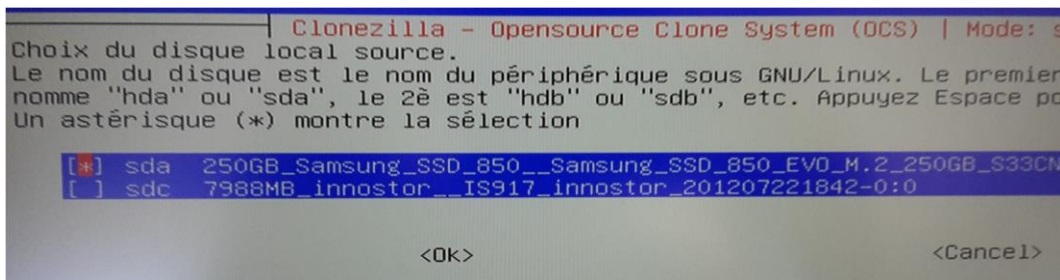 Clonezilla - Opensource Clone System (OCS) | Mode:
Choix du disque local source.
Le nom du disque est le nom du périphérique sous GNU/Linux. Le premier
nomme "hda" ou "sda", le 2è est "hdb" ou "sdb", etc. Appuyez Espace
Un astérisque (*) montre la sélection
[*] sda 250GB_Samsung_SSD_850__Samsung_SSD_850_EVO_M.2_250GB_S33CN
[ ] sdc 7988MB_innostor__IS917_innostor_201207221842-0:0
<Ok> <Cancel>